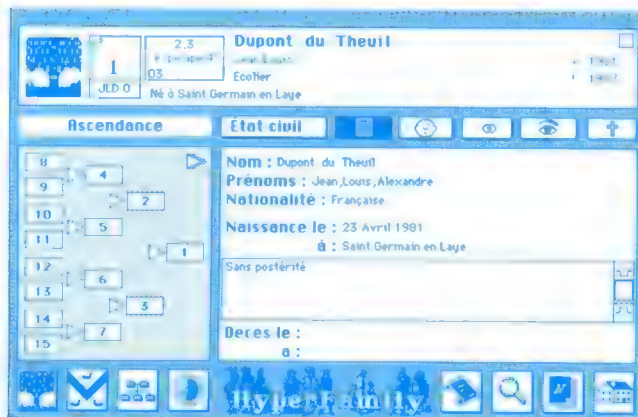 Dupont du Theuil
1
2.3
03
JLD 0
Ecolier
Né à Saint Germain en Laye
Ascendance
État civil
8
9
4
2
10
11
5
1
12
13
6
3
14
15
7
Nom : Dupont du Theuil
Prénoms : Jean,Louis,Alexandre
Nationalité : Française
Naissance le : 23 Avril 1981
à : Saint Germain en Laye
Sans postérité
Deces le :
a :
HyperFamily